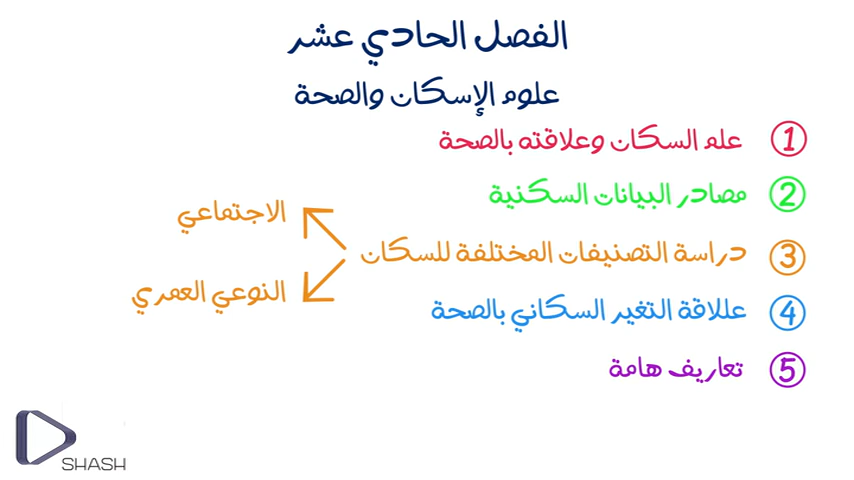 الفصل الحادي عشر
علوم الإسكان والصحة
1 علم السكان وعلاقته بالصحة
2 مصادر البيانات السكنية
3 دراسة التصنيفات المختلفة للسكان
الاجتماعي
النوعي العمري
4 عللاقة التغير السكاني بالصحة
5 تعاريف هامة
SHASH